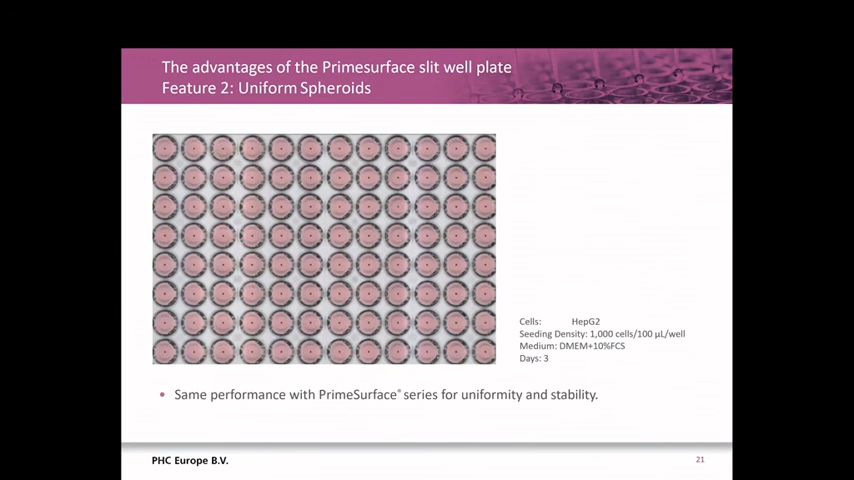 The advantages of the Primesurface slit well plate
Feature 2: Uniform Spheroids
Cells: HepG2
Seeding Density: 1,000 cells/100 µL/well
Medium: DMEM+10%FCS
Days: 3
• Same performance with PrimeSurface® series for uniformity and stability.
PHC Europe B.V.
21